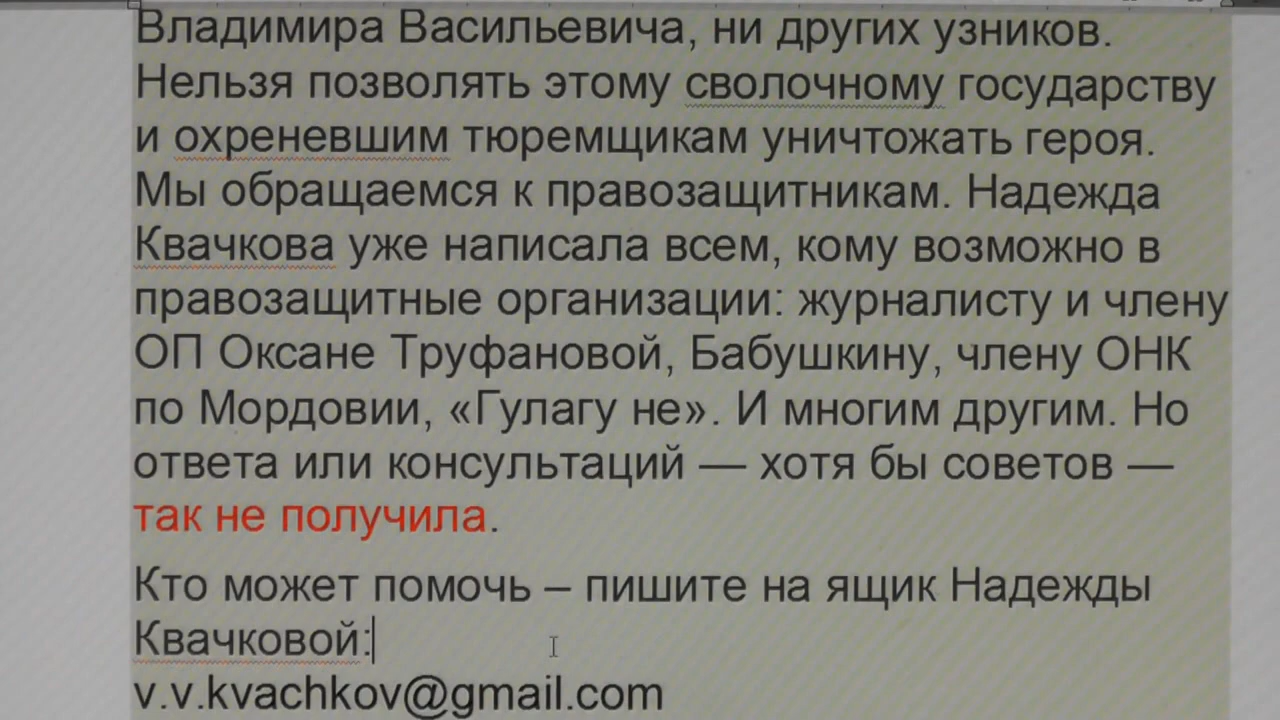 Владимира Васильевича, ни других узников.
Нельзя позволять этому сволочному государству
и охреневшим тюремщикам уничтожать героя.
Мы обращаемся к правозащитникам. Надежда
Квачкова уже написала всем, кому возможно в
правозащитные организации: журналисту и члену
ОП Оксане Труфановой, Бабушкину, члену ОНК
по Мордовии, «Гулагу не». И многим другим. Но
ответа или консультаций — хотя бы советов —
так не получила.
Кто может помочь – пишите на ящик Надежды
Квачковой:
v.v.kvachkov@gmail.com